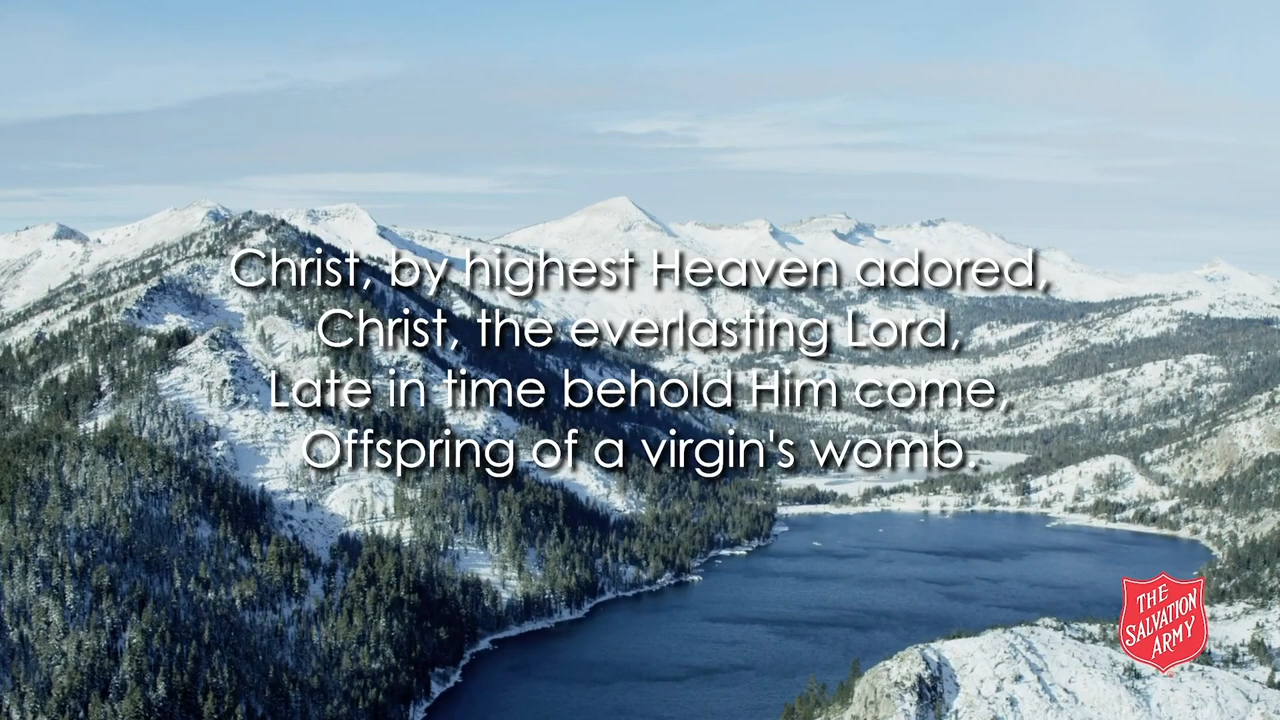 Christ, by highest Heaven adored,
Christ, the everlasting Lord,
Late in time behold Him come,
Offspring of a virgin's womb.
THE
SALVATION
ARMY